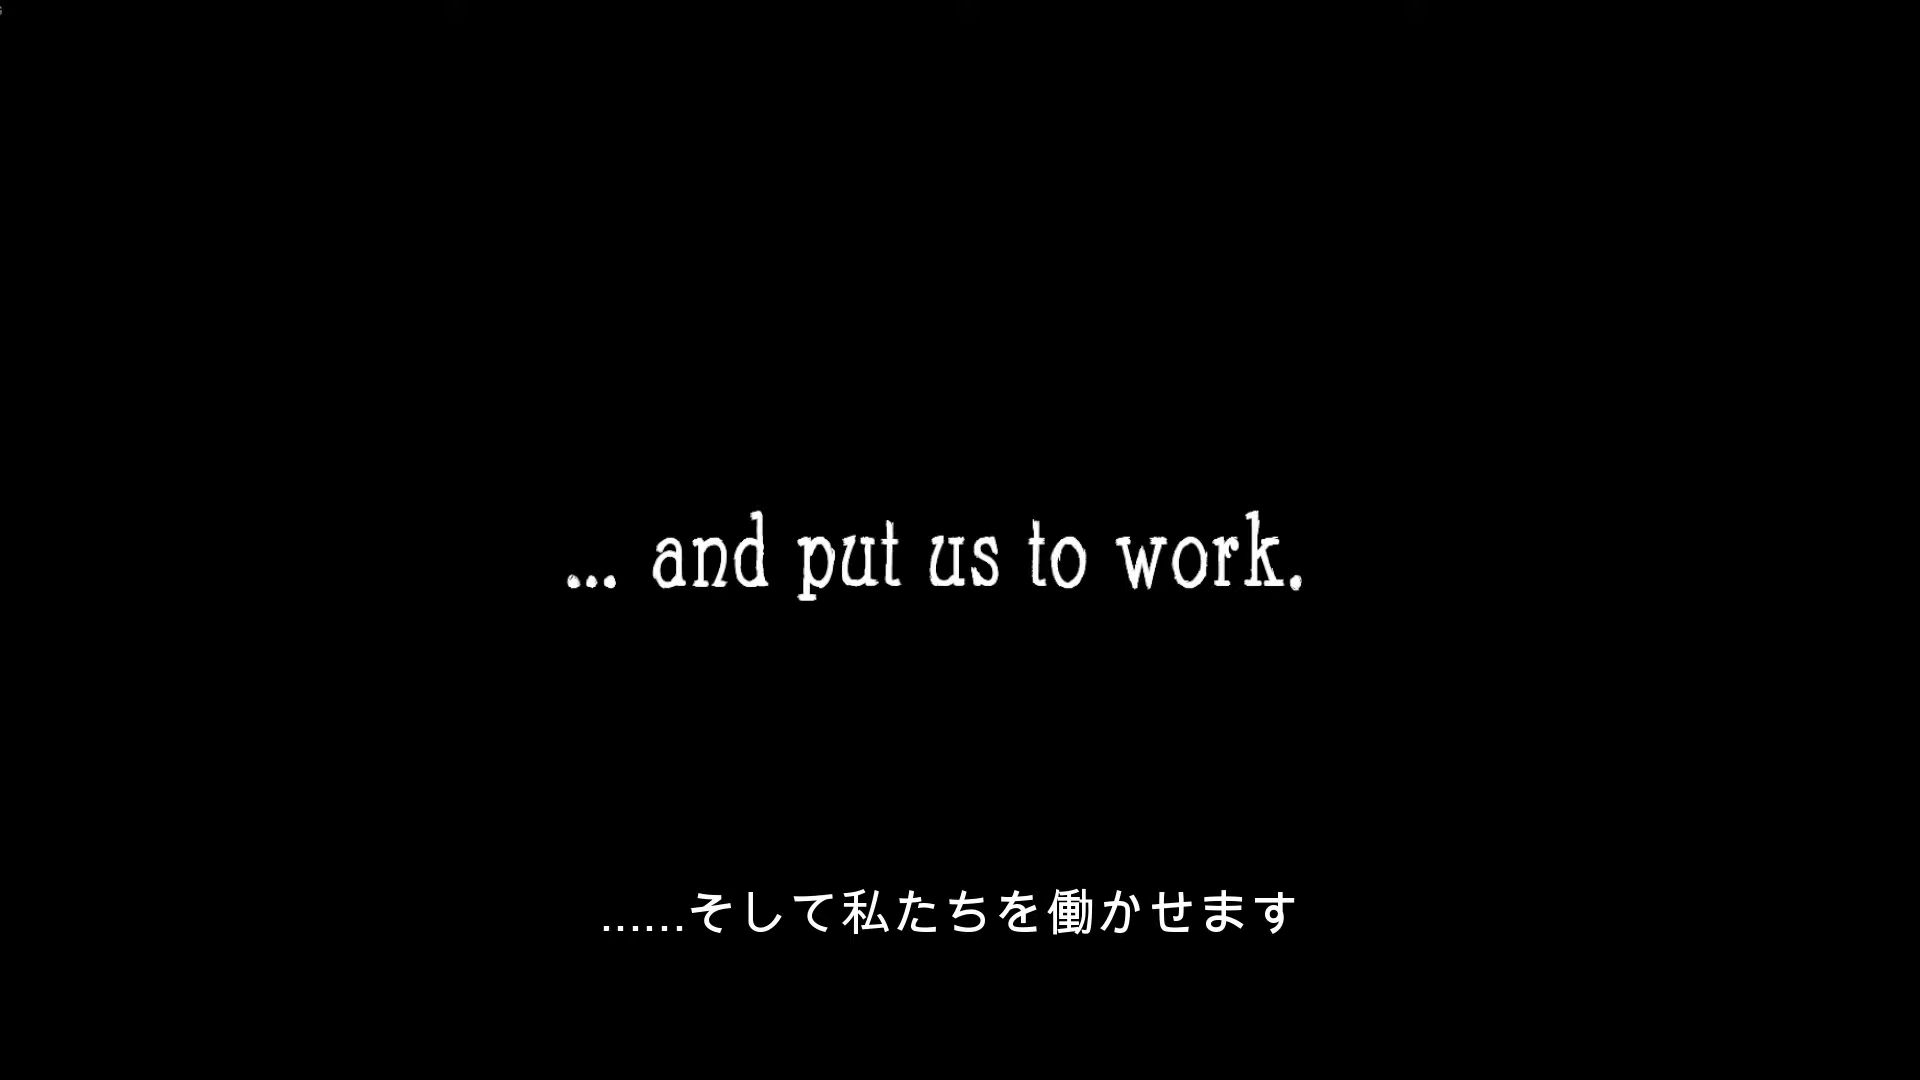 ... and put us to work.
......そして私たちを働かせます